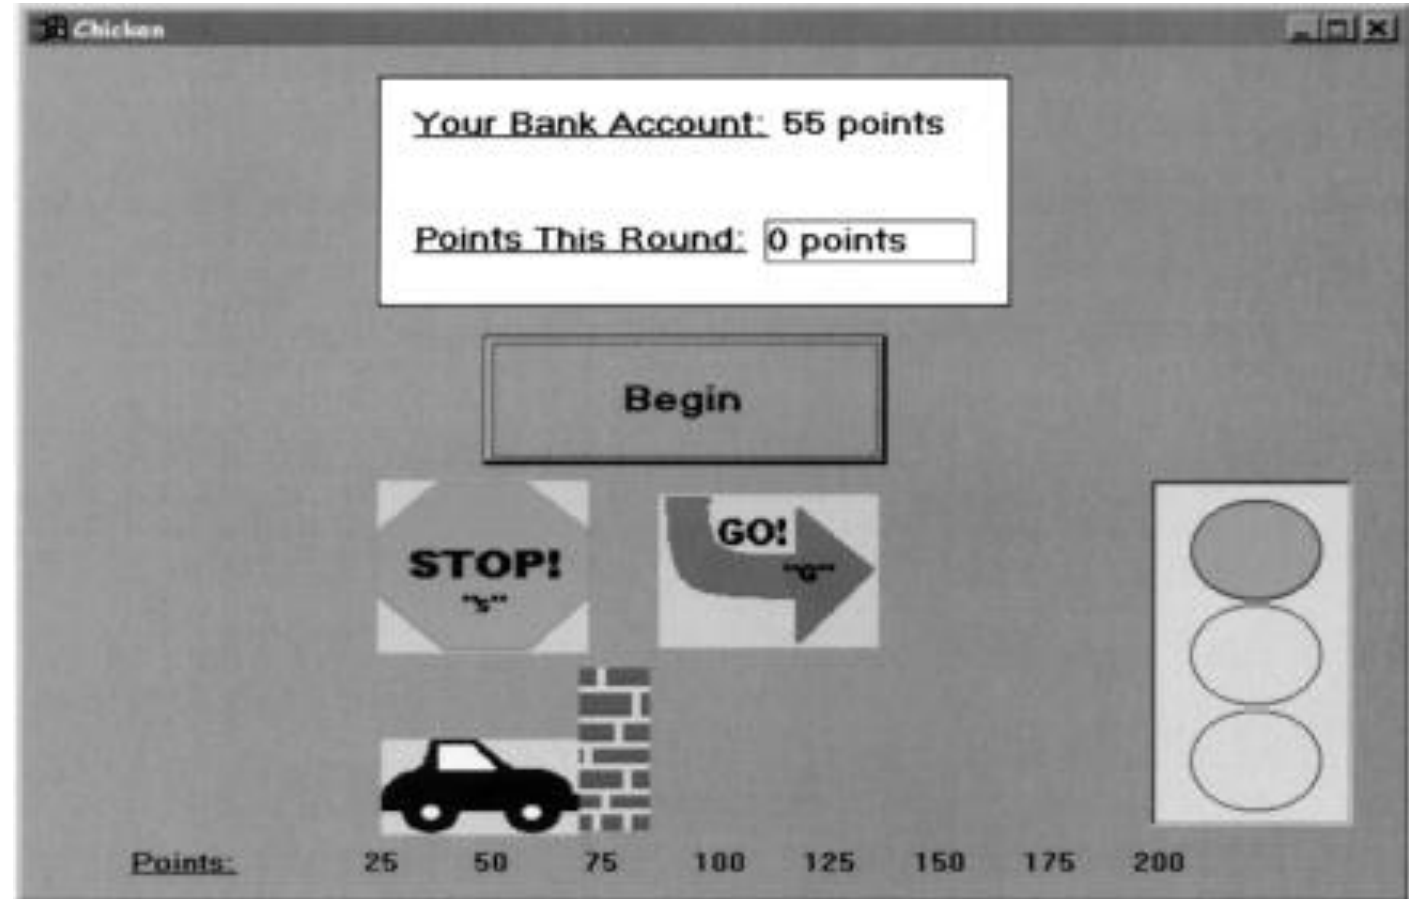 Chicken
Your Bank Account: 55 points
Points This Round: 0 points
Begin
STOP!
"s"
GO!
"G"
Points: 25 50 75 100 125 150 175 200